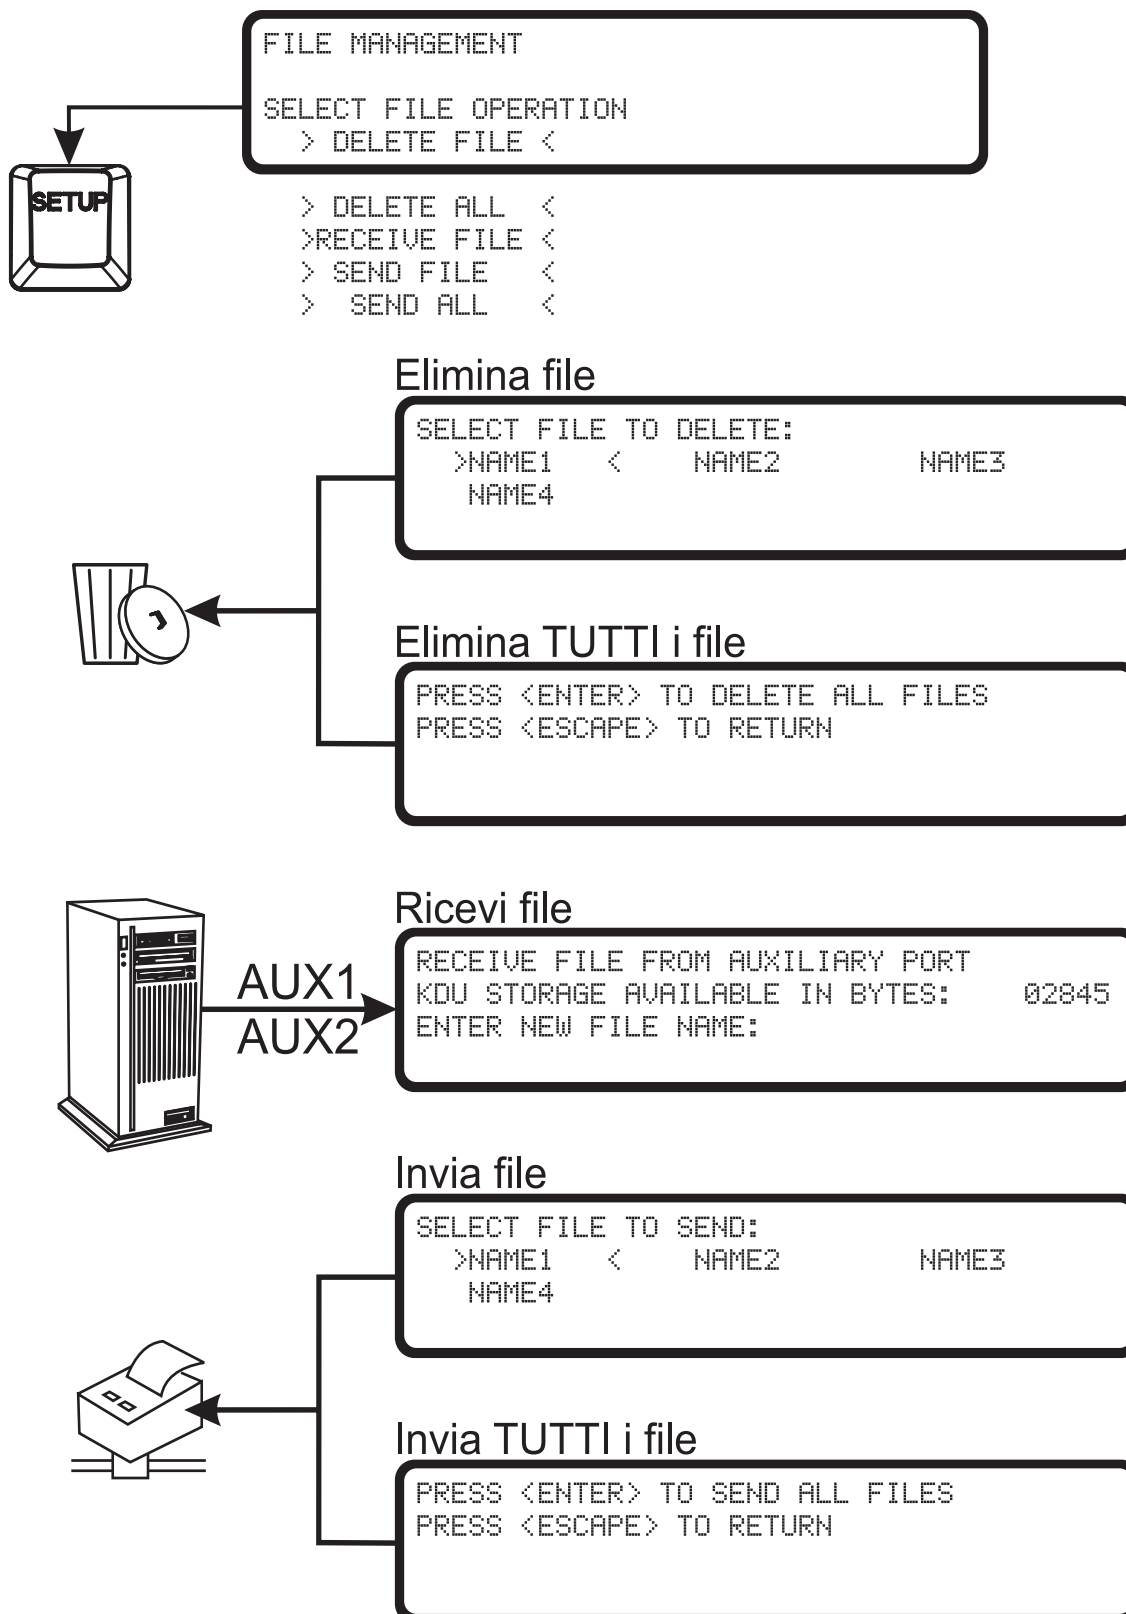 FILE MANAGEMENT
SELECT FILE OPERATION
> DELETE FILE <
SETUP
> DELETE ALL <
>RECEIVE FILE <
> SEND FILE <
> SEND ALL <
Elimina file
SELECT FILE TO DELETE:
>NAME1 < NAME2 NAME3
NAME4
Elimina TUTTI i file
PRESS <ENTER> TO DELETE ALL FILES
PRESS <ESCAPE> TO RETURN
Ricevi file
AUX1
AUX2
RECEIVE FILE FROM AUXILIARY PORT
KDU STORAGE AVAILABLE IN BYTES: 02845
ENTER NEW FILE NAME:
Invia file
SELECT FILE TO SEND:
>NAME1 < NAME2 NAME3
NAME4
Invia TUTTI i file
PRESS <ENTER> TO SEND ALL FILES
PRESS <ESCAPE> TO RETURN